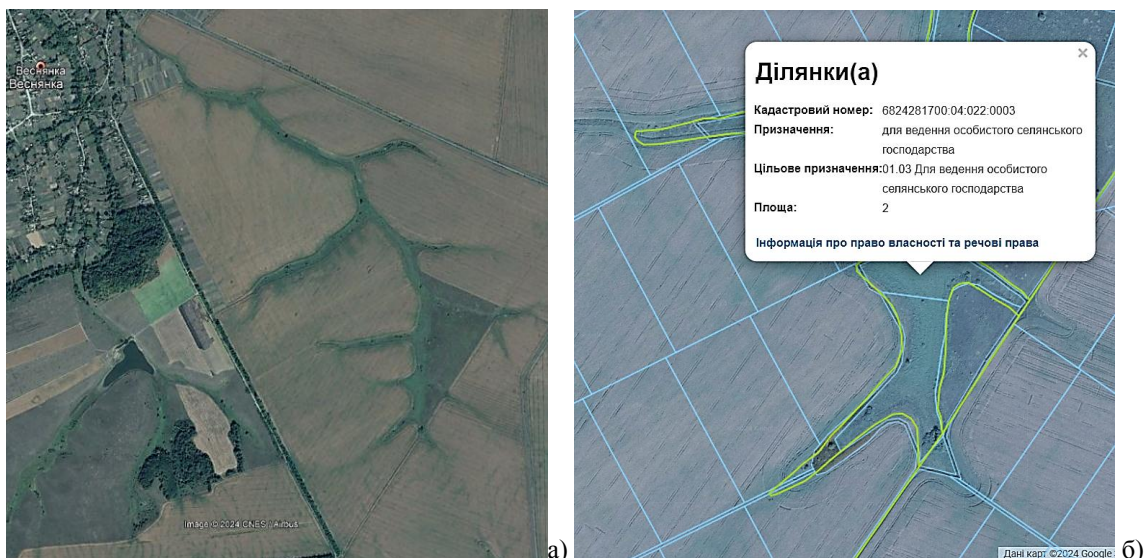 Веснянка
Веснянка
Image © 2024 CNES / Airbus
а)
Ділянки(а)
×
Кадастровий номер: 6824281700:04:022:0003
Призначення: для ведення особистого селянського
господарства
Цільове призначення:01.03 Для ведення особистого
селянського господарства
Площа: 2
Інформація про право власності та речові права
Дані карт ©2024 Google
б)